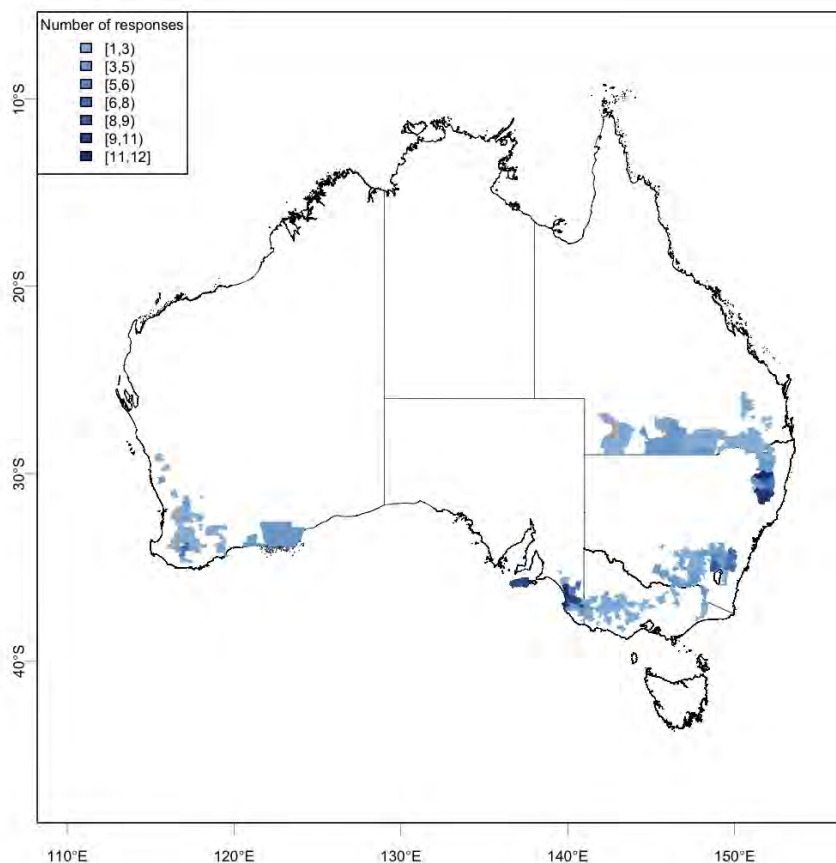 Number of responses
[1,3)
[3,5)
[5,6)
[6,8)
[8,9)
[9,11)
[11,12]
10°S
20°S
30°S
40°S
110°E
120°E
130°E
140°E
150°E